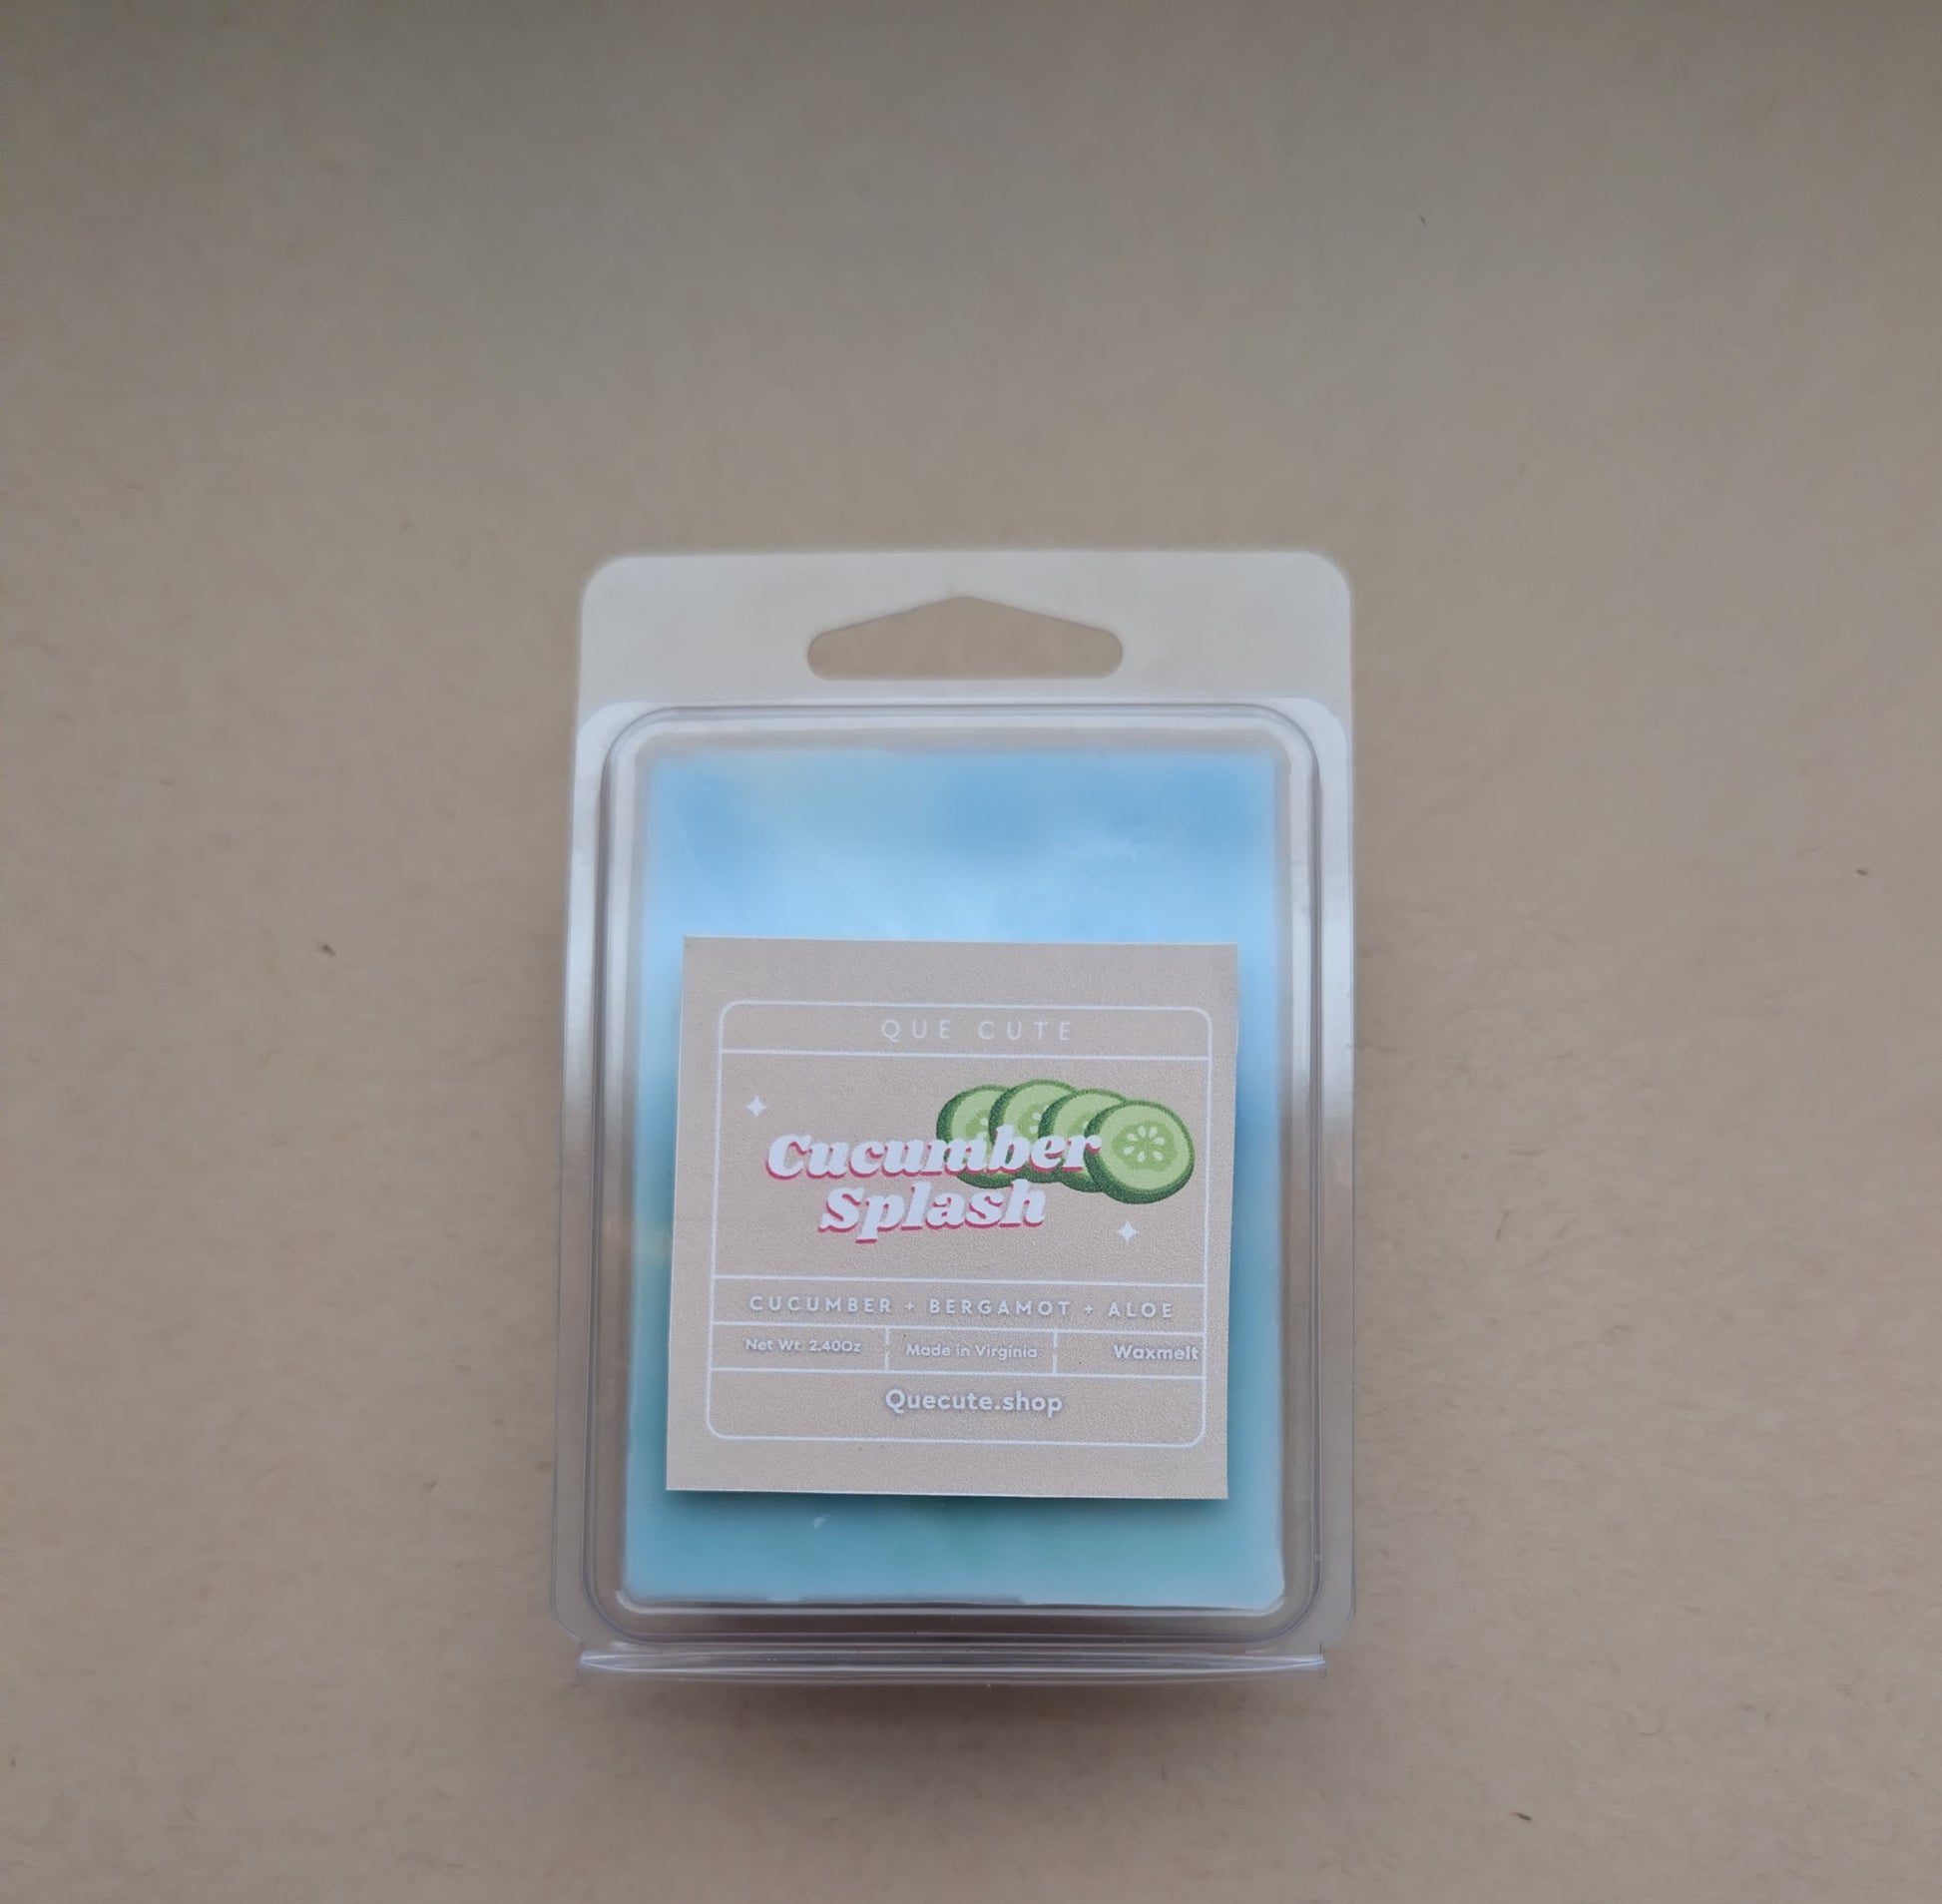 QUE CUTE
Cucumber
Splash
CUCUMBER + BERGAMOT + ALOE
Net Wt. 2.40Oz
Made in Virginia
Waxmelt
Quecute.shop